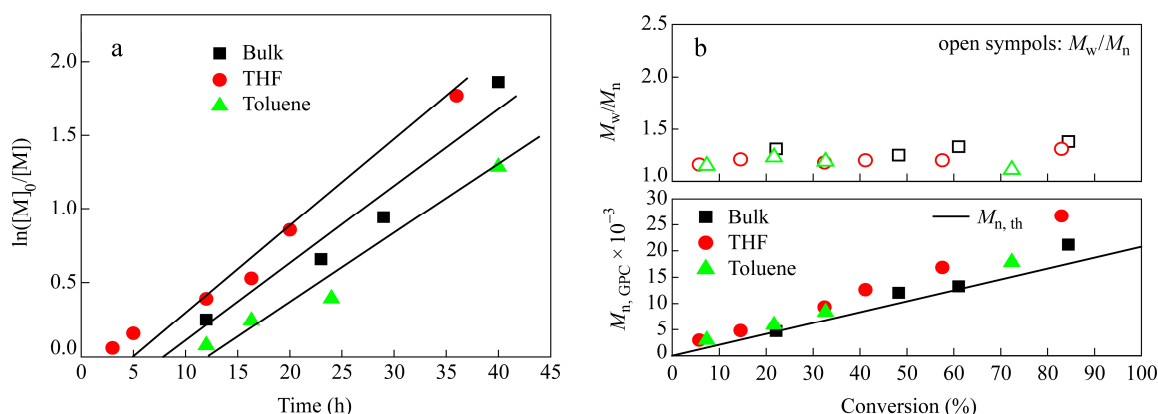 a
Bulk
THF
Toluene
ln([M]₀/[M])
2.0
1.5
1.0
0.5
0.0
0 5 10 15 20 25 30 35 40 45
Time (h)
b
open sympols: Mw/Mn
Mw/Mn
2.5
2.0
1.5
1.0
Bulk
THF
Toluene
Mn, th
Mn, GPC × 10⁻³
30
25
20
15
10
5
0
0 10 20 30 40 50 60 70 80 90 100
Conversion (%)